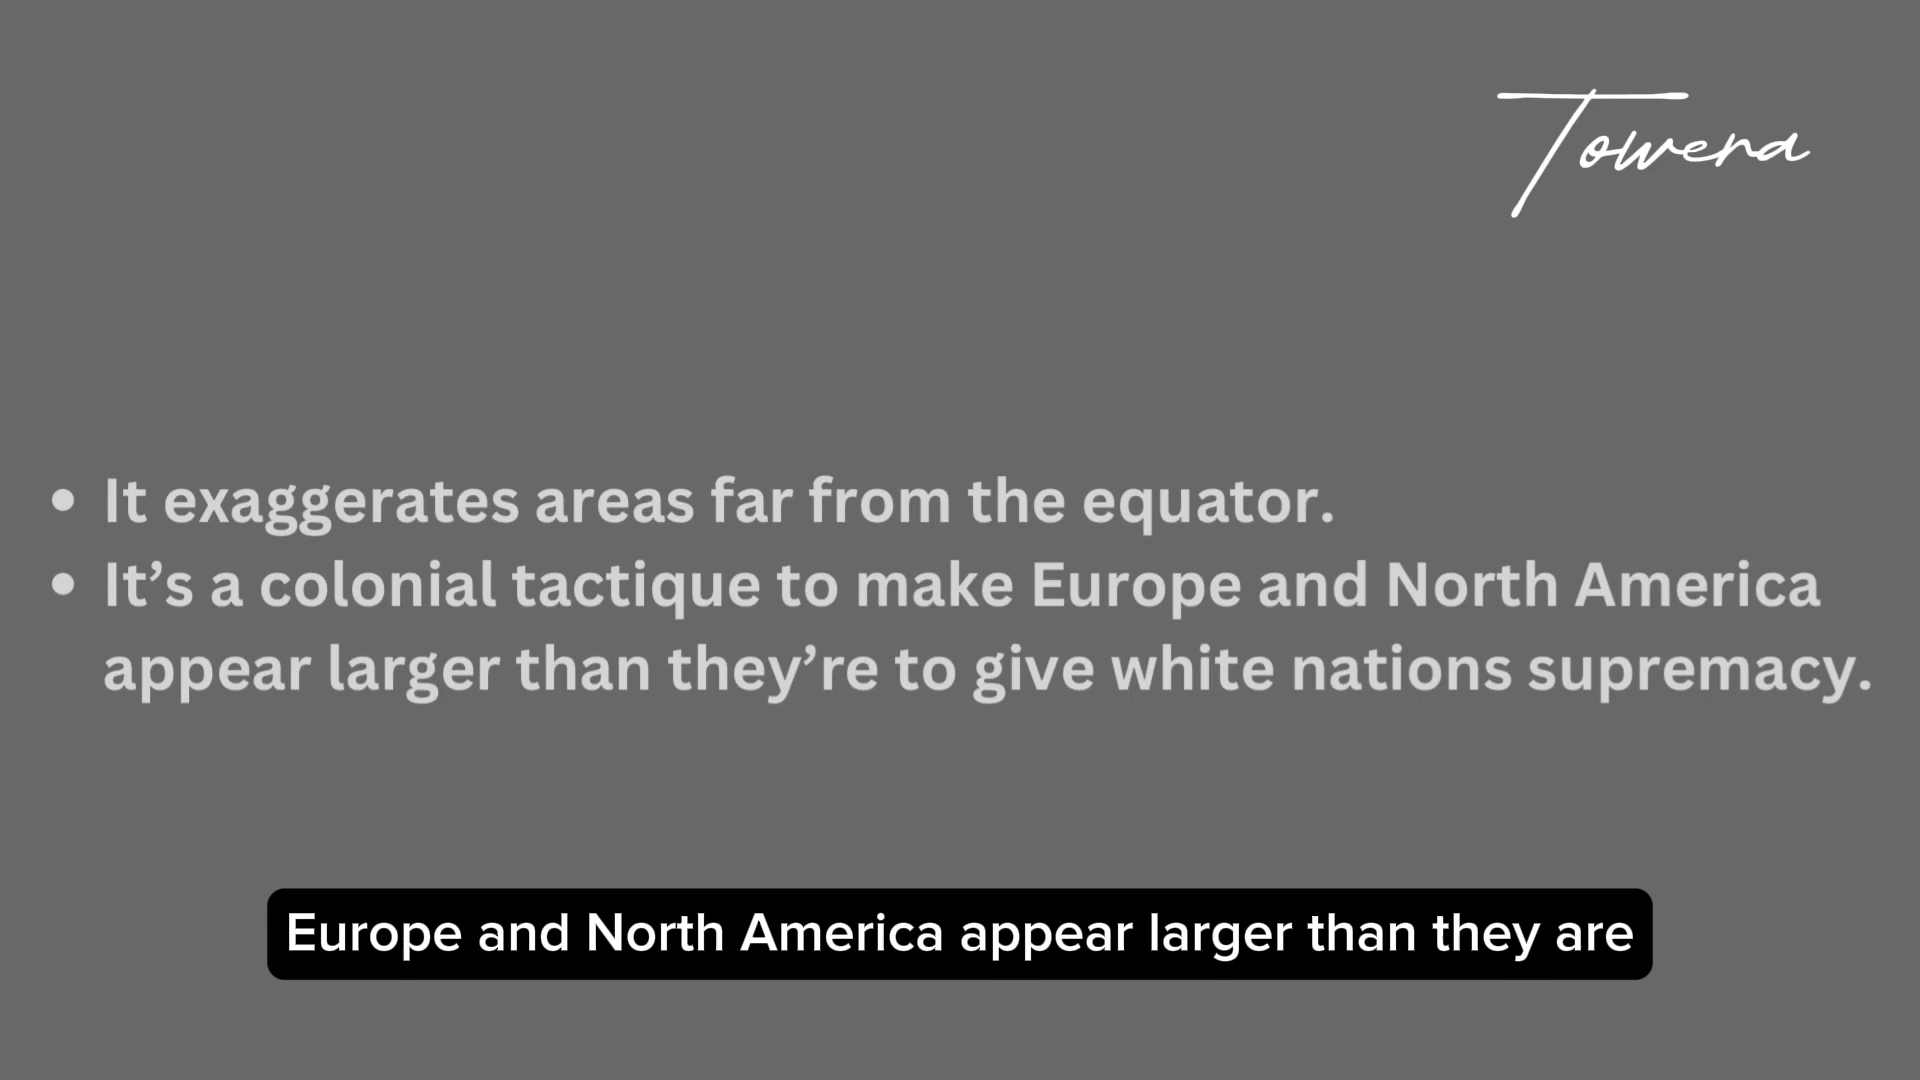 Towena
• It exaggerates areas far from the equator.
• It’s a colonial tactique to make Europe and North America
appear larger than they’re to give white nations supremacy.
Europe and North America appear larger than they are